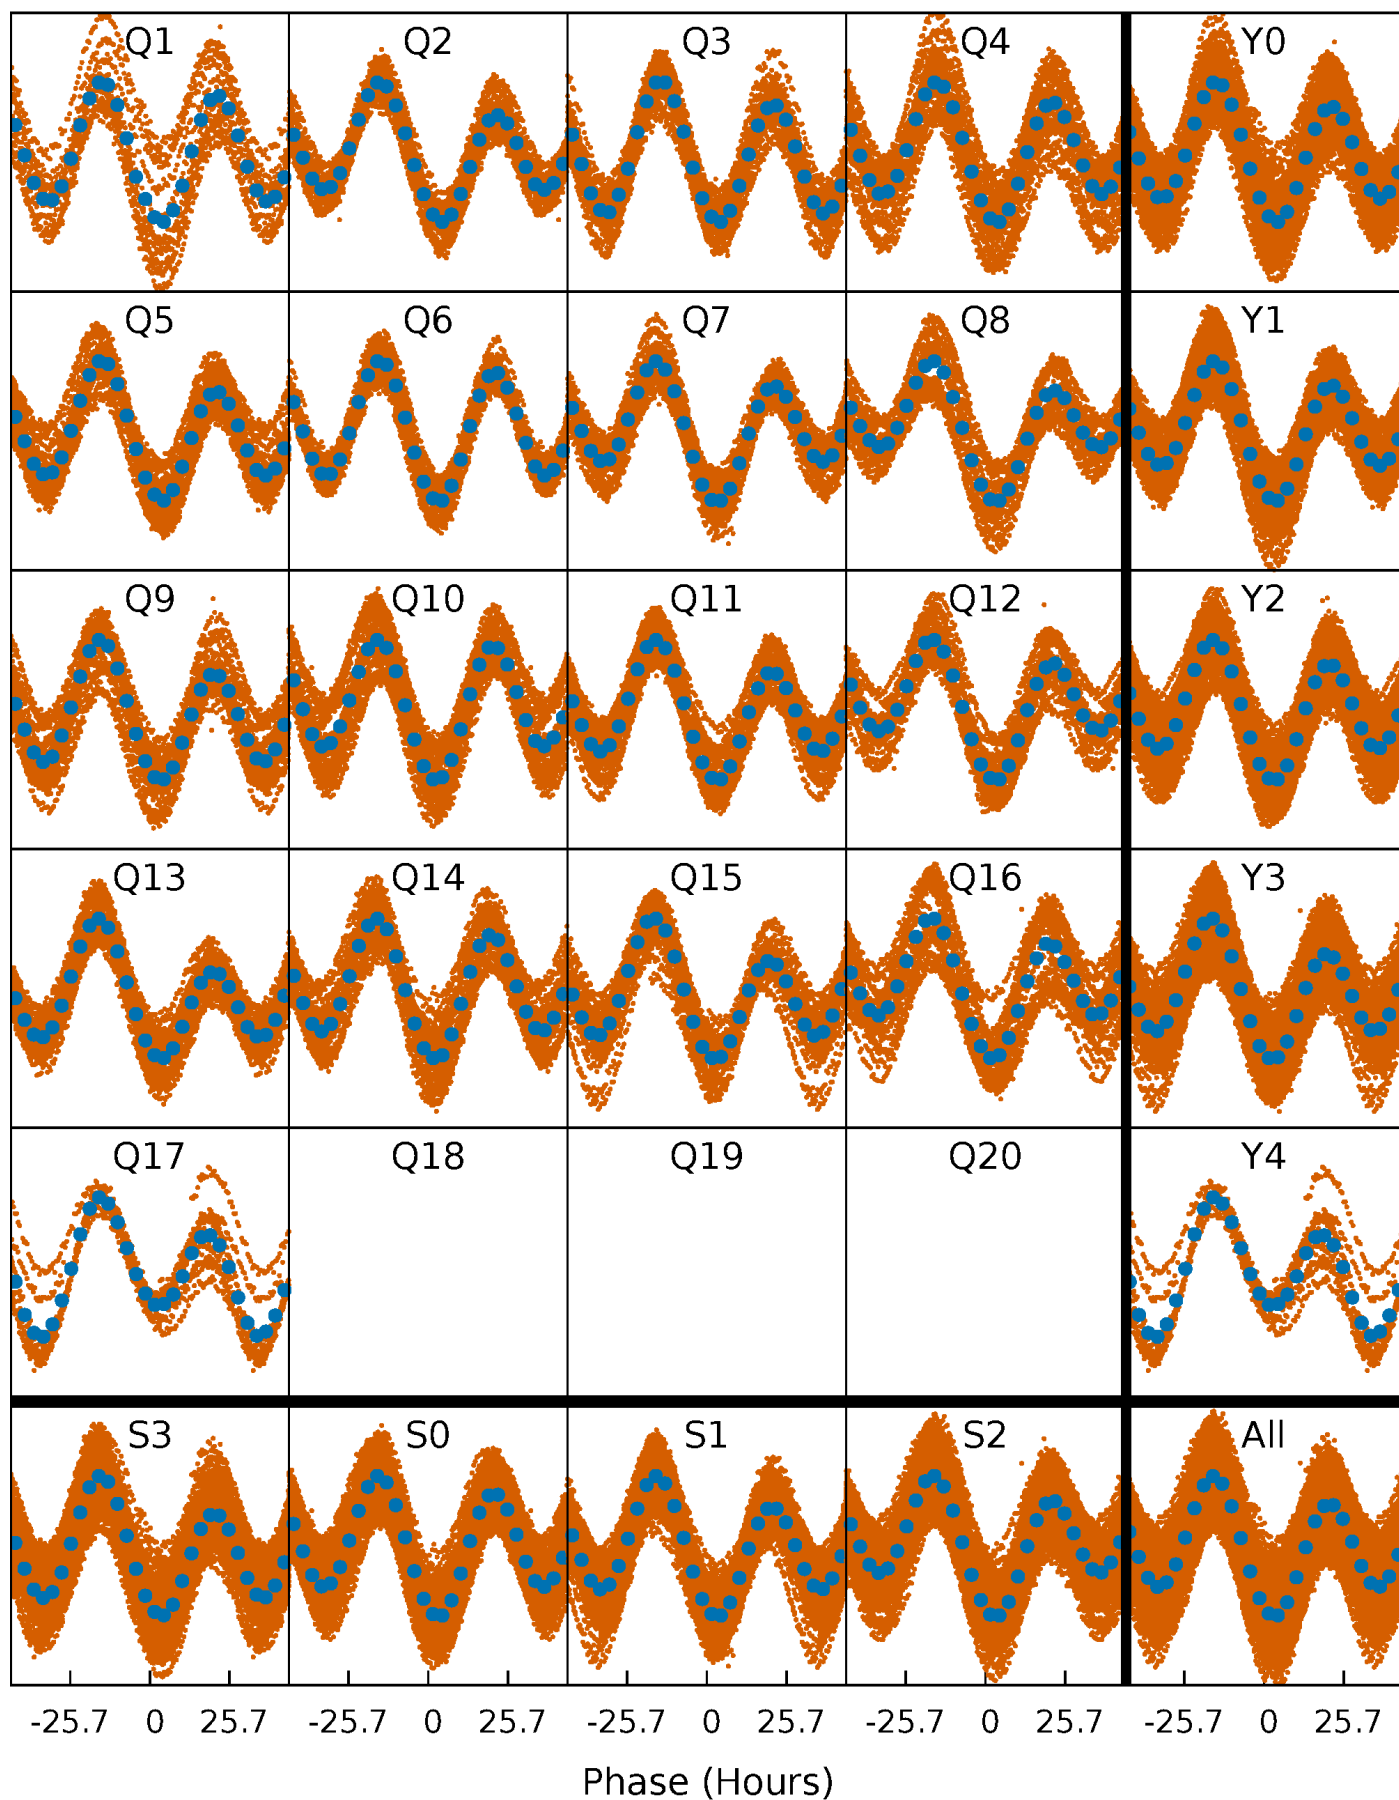 Q1 Q2 Q3 Q4 Y0
Q5 Q6 Q7 Q8 Y1
Q9 Q10 Q11 Q12 Y2
Q13 Q14 Q15 Q16 Y3
Q17 Q18 Q19 Q20 Y4
S3 S0 S1 S2 All
-25.7 0 25.7 -25.7 0 25.7 -25.7 0 25.7 -25.7 0 25.7 -25.7 0 25.7
Phase (Hours)